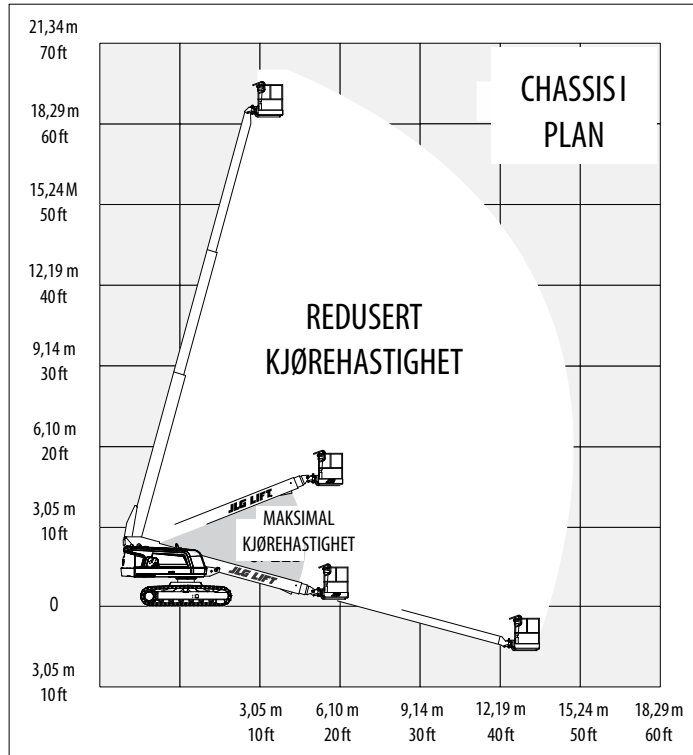 21,34 m
70 ft
CHASSIS I
PLAN
18,29 m
60 ft
15,24 M
50 ft
12,19 m
40 ft
REDUSERT
KJØREHASTIGHET
9,14 m
30 ft
6,10 m
20 ft
JLG LIFT
3,05 m
10 ft
MAKSIMAL
KJØREHASTIGHET
JLG LIFT
0
3,05 m
10 ft
3,05 m 6,10 m 9,14 m 12,19 m 15,24 m 18,29 m
10 ft 20 ft 30 ft 40 ft 50 ft 60 ft